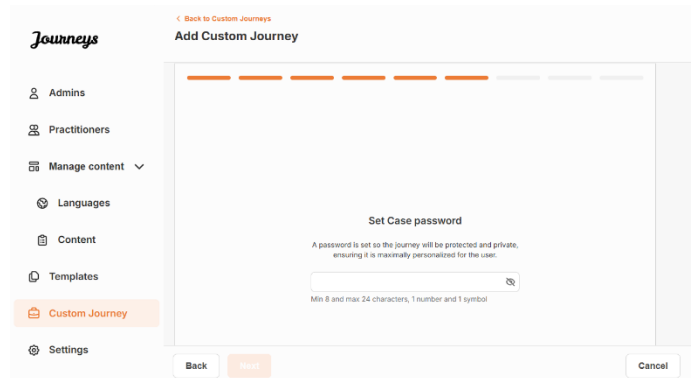 Journeys
Admins
Practitioners
Manage content
Languages
Content
Templates
Custom Journey
Settings
Back to Custom Journeys
Add Custom Journey
Set Case password
A password is set so the journey will be protected and private,
ensuring it is maximally personalized for the user.
Min 8 and max 24 characters, 1 number and 1 symbol
Back
Next
Cancel